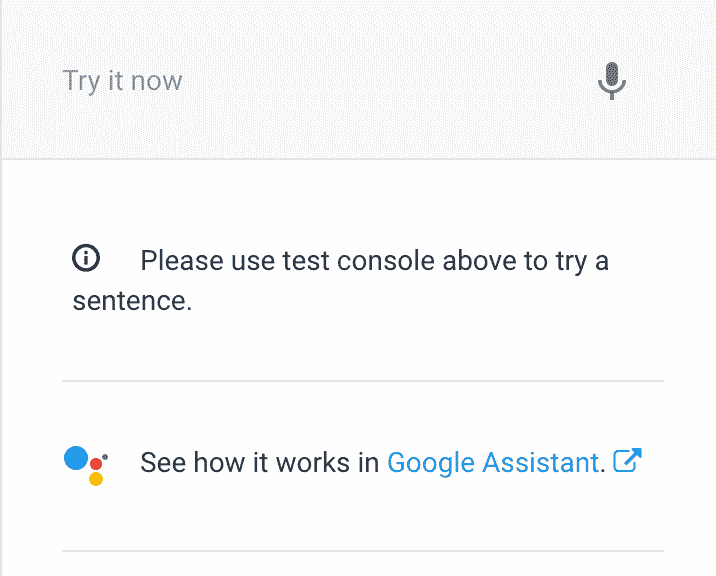 Try it now
Please use test console above to try a
sentence.
See how it works in Google Assistant.